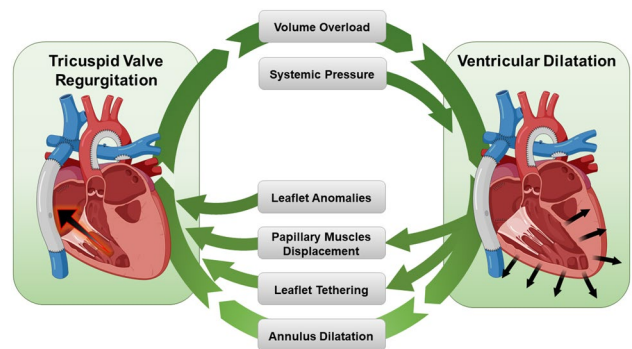 Volume Overload
Tricuspid Valve
Regurgitation
Systemic Pressure
Ventricular Dilatation
Leaflet Anomalies
Papillary Muscles
Displacement
Leaflet Tethering
Annulus Dilatation